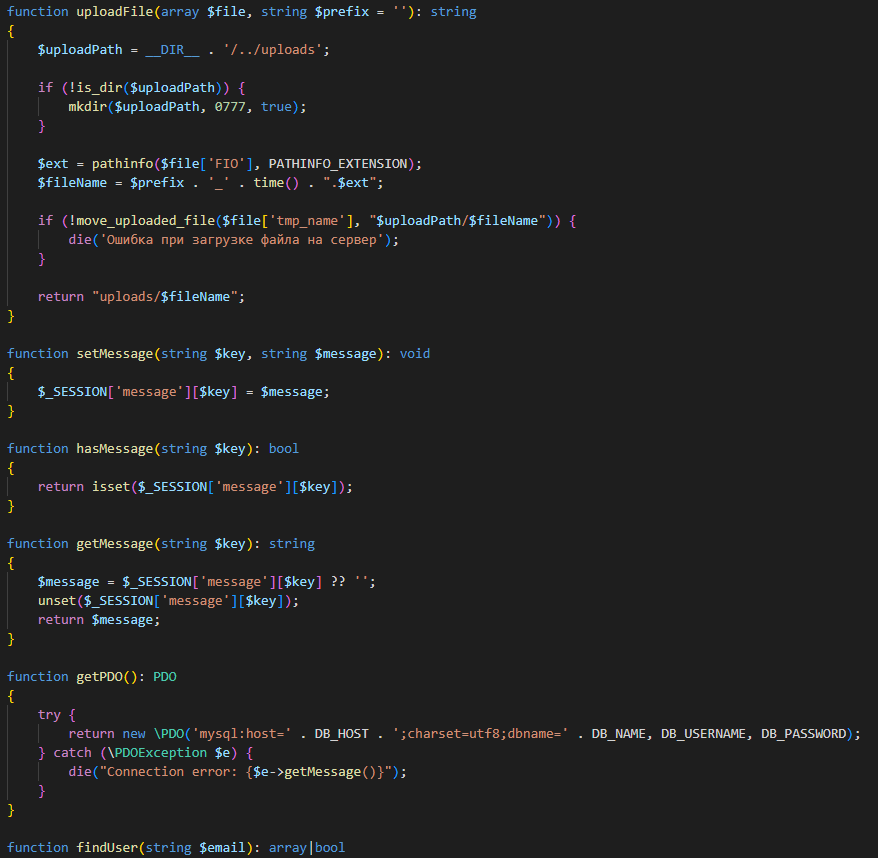 function uploadFile(array $file, string $prefix = ''): string
{
    $uploadPath = __DIR__ . '/../uploads';

    if (!is_dir($uploadPath)) {
        mkdir($uploadPath, 0777, true);
    }

    $ext = pathinfo($file['FIO'], PATHINFO_EXTENSION);
    $fileName = $prefix . '_' . time() . ".$ext";

    if (!move_uploaded_file($file['tmp_name'], "$uploadPath/$fileName")) {
        die('Ошибка при загрузке файла на сервер');
    }

    return "uploads/$fileName";
}

function setMessage(string $key, string $message): void
{
    $_SESSION['message'][$key] = $message;
}

function hasMessage(string $key): bool
{
    return isset($_SESSION['message'][$key]);
}

function getMessage(string $key): string
{
    $message = $_SESSION['message'][$key] ?? '';
    unset($_SESSION['message'][$key]);
    return $message;
}

function getPDO(): PDO
{
    try {
        return new \PDO('mysql:host=' . DB_HOST . ';charset=utf8;dbname=' . DB_NAME, DB_USERNAME, DB_PASSWORD);
    } catch (\PDOException $e) {
        die("Connection error: {$e->getMessage()}");
    }
}

function findUser(string $email): array|bool